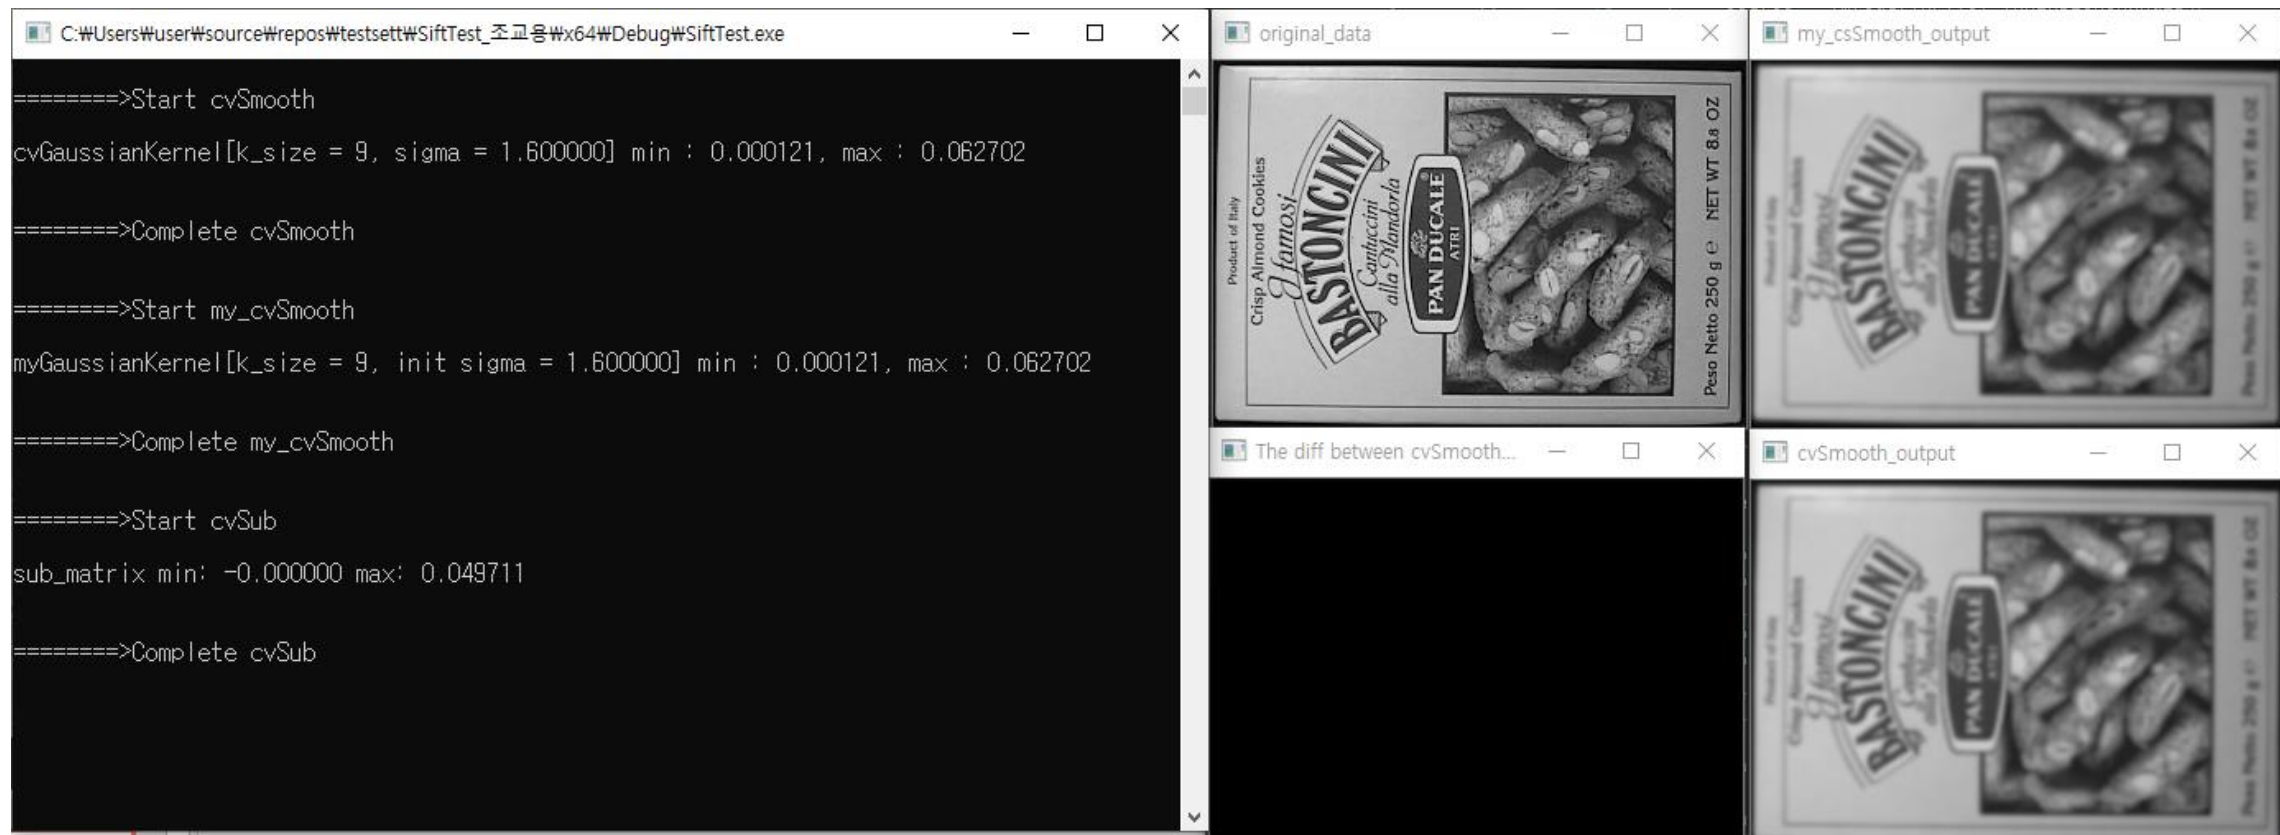 C:₩Users₩user₩source₩repos₩testsett₩SiftTest_조교용₩x64₩Debug₩SiftTest.exe
========>Start cvSmooth
cvGaussianKernel[k_size = 9, sigma = 1.600000] min : 0.000121, max : 0.062702
========>Complete cvSmooth
========>Start my_cvSmooth
myGaussianKernel[k_size = 9, init sigma = 1.600000] min : 0.000121, max : 0.062702
========>Complete my_cvSmooth
========>Start cvSub
sub_matrix min: -0.000000 max: 0.049711
========>Complete cvSub
original_data
Product of Italy
Crisp Almond Cookies
Famosi
BASTONCINI
Cantuccini
alla Mandorla
PAN DUCALE
ATRI
Peso Netto 250 g e NET WT 8.8 OZ
my_csSmooth_output
Famosi
BASTONCINI
PAN DUCALE
ATRI
The diff between cvSmooth...
cvSmooth_output
Famosi
BASTONCINI
PAN DUCALE
ATRI